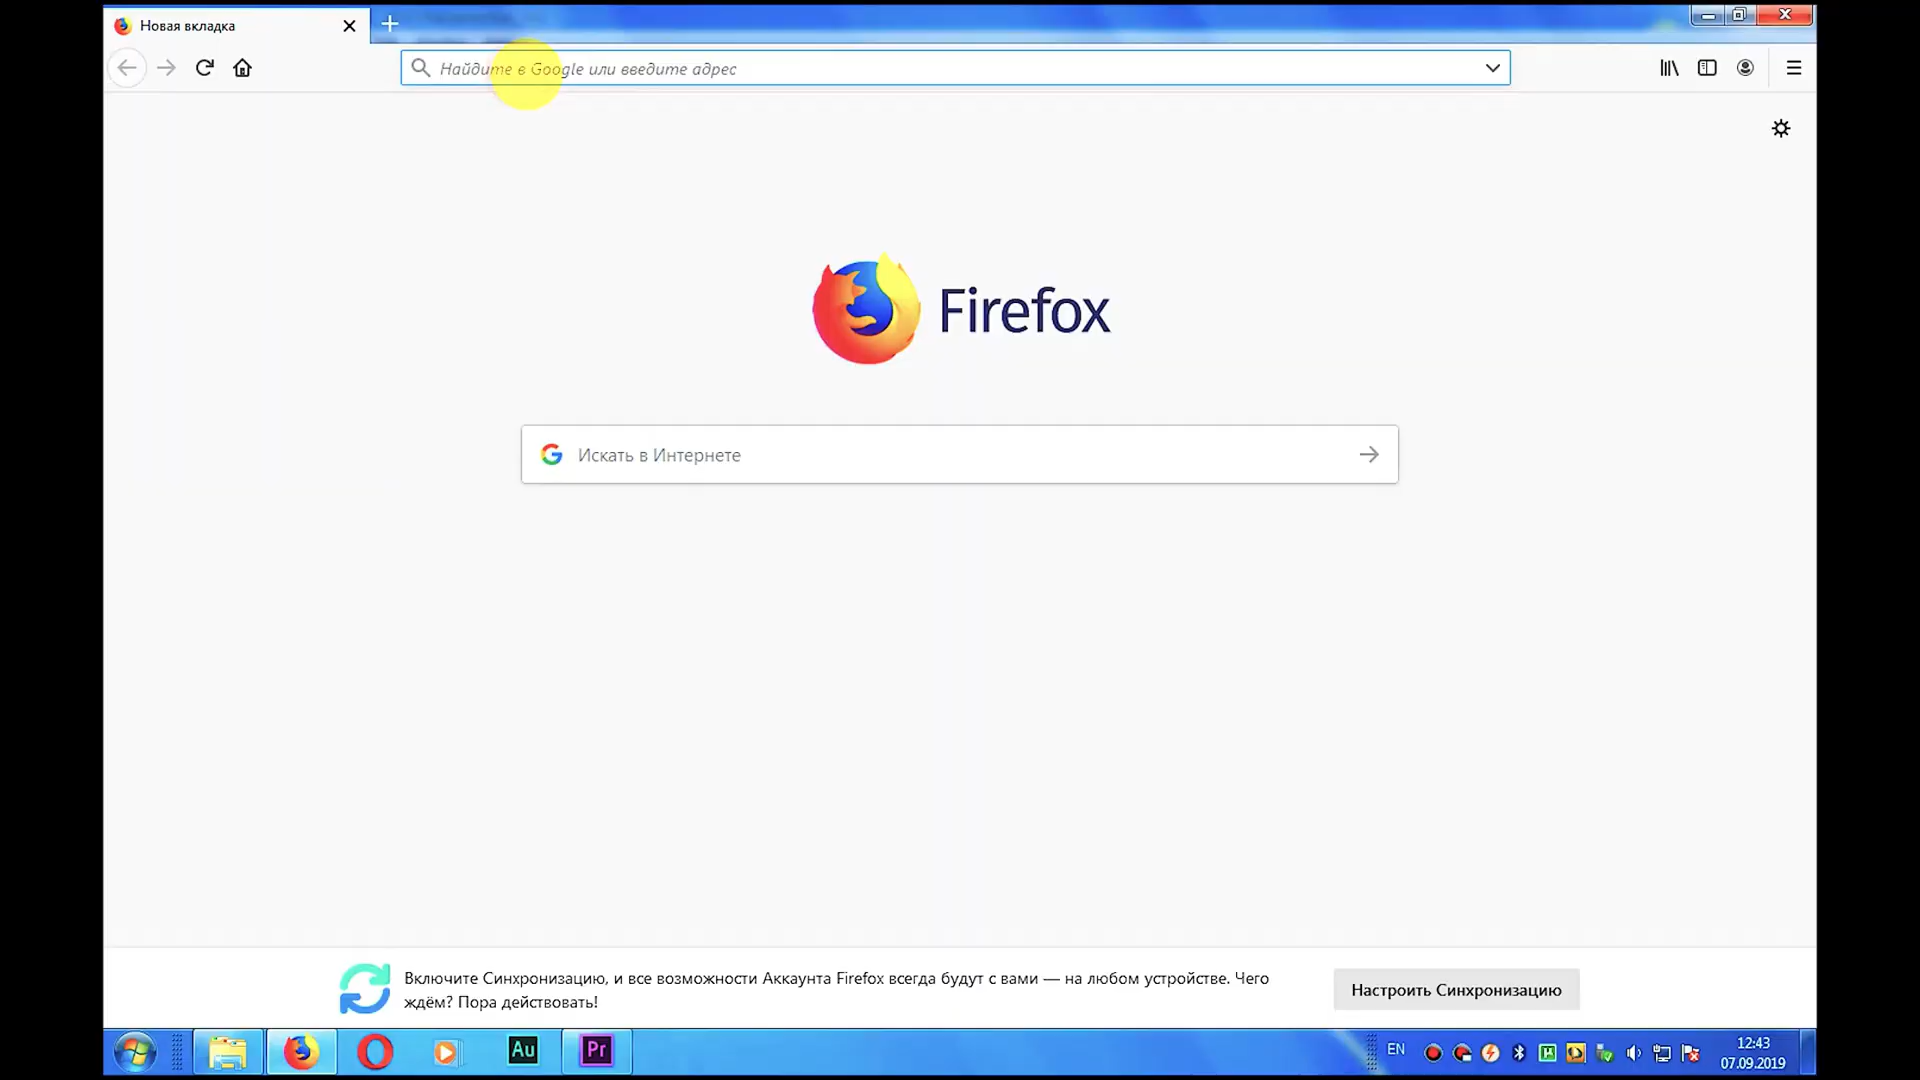 Новая вкладка
Найдите в Google или введите адрес
Firefox
Искать в Интернете
Включите Синхронизацию, и все возможности Аккаунта Firefox всегда будут с вами — на любом устройстве. Чего
ждём? Пора действовать!
Настроить Синхронизацию
Au
Pr
EN
12:43
07.09.2019